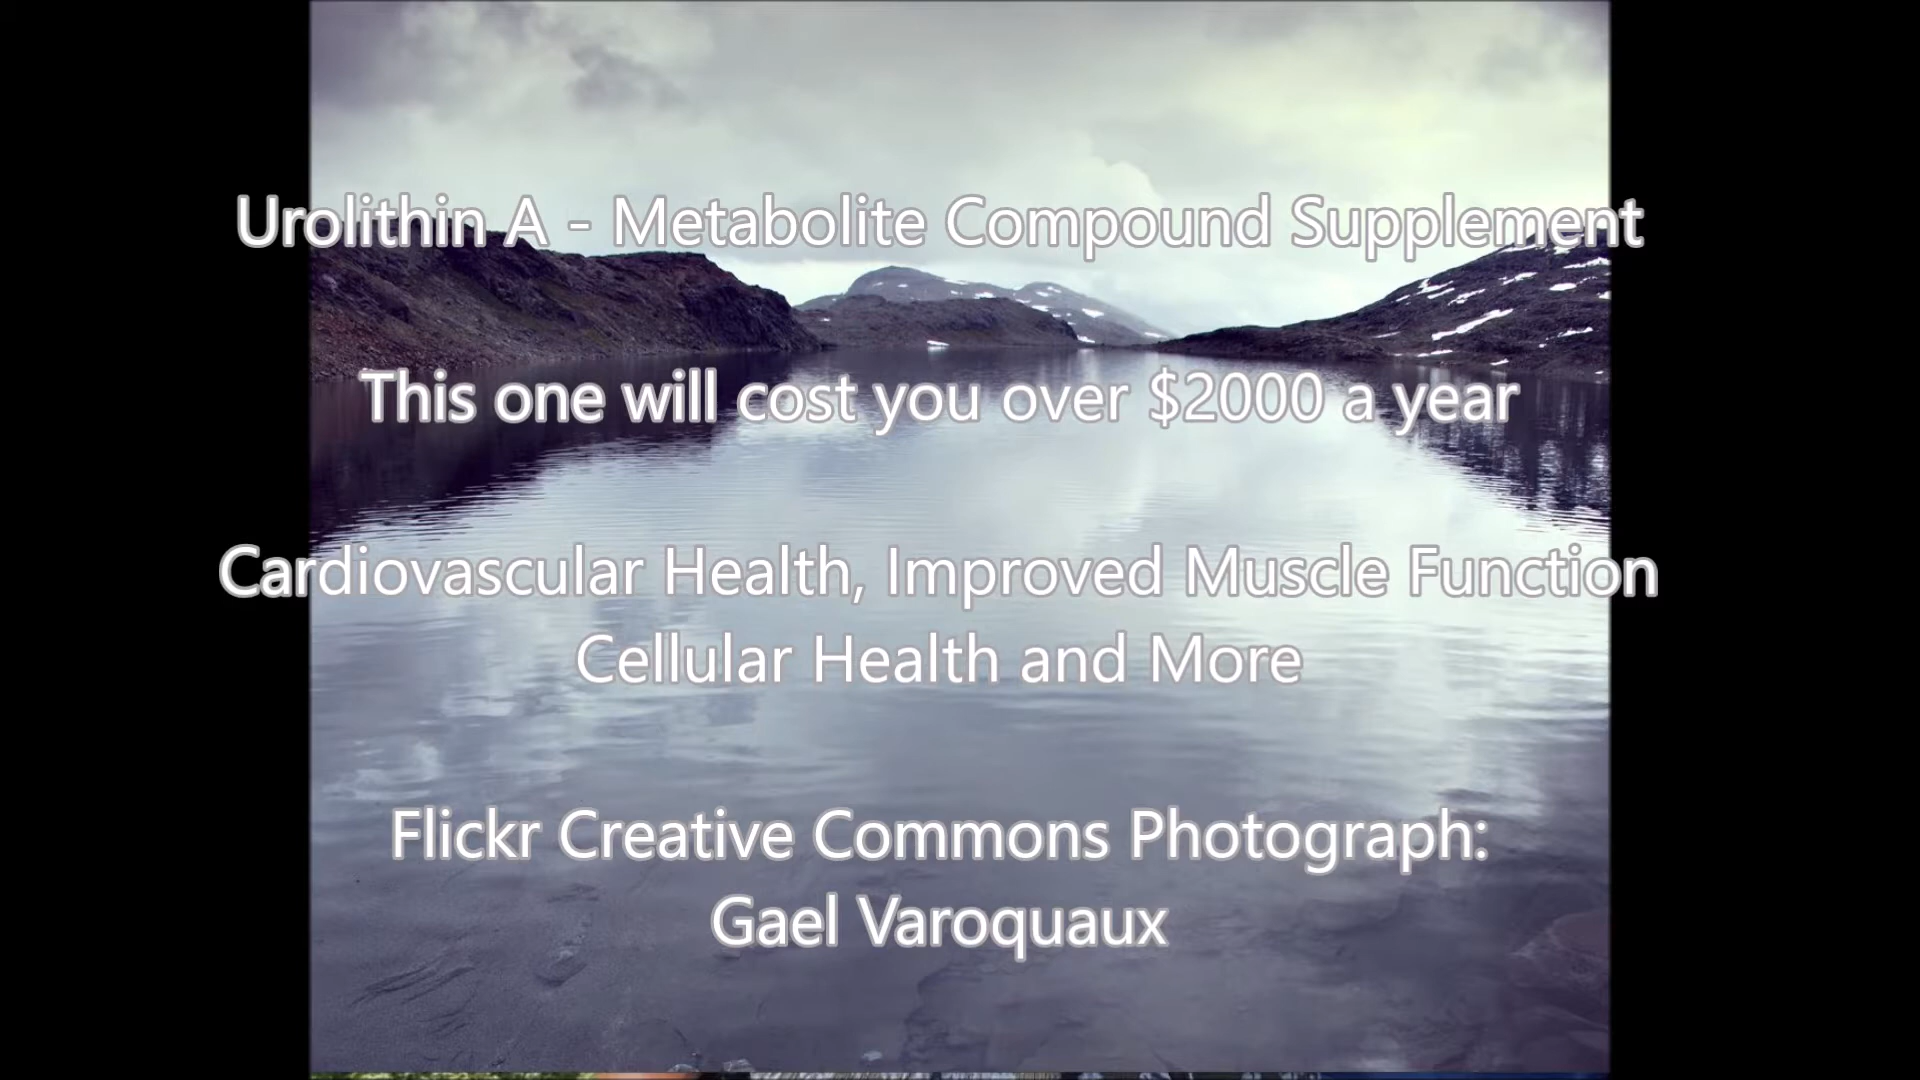 Urolithin A - Metabolite Compound Supplement
This one will cost you over $2000 a year
Cardiovascular Health, Improved Muscle Function
Cellular Health and More
Flickr Creative Commons Photograph:
Gael Varoquaux